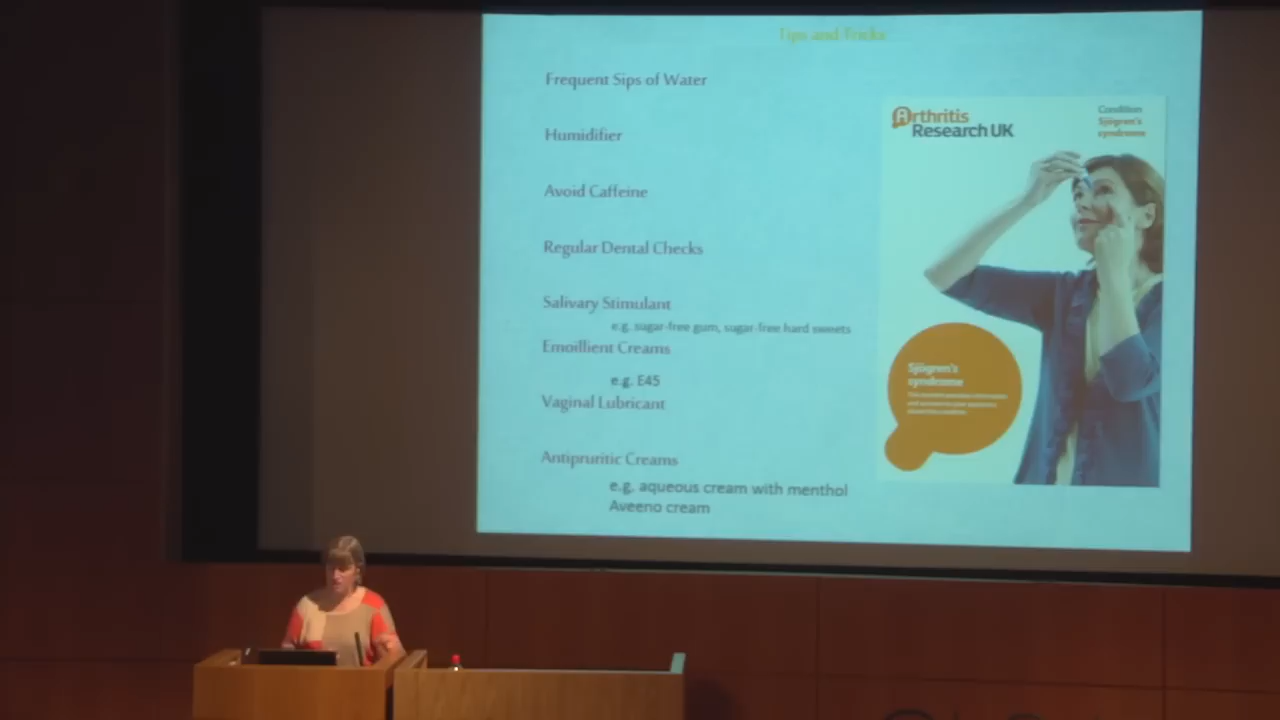 Tips and Tricks
Frequent Sips of Water
Humidifier
Avoid Caffeine
Regular Dental Checks
Salivary Stimulant
e.g. sugar-free gum, sugar-free hard sweets
Emoillient Creams
e.g. E45
Vaginal Lubricant
Antipruritic Creams
e.g. aqueous cream with menthol
Aveeno cream
Arthritis
Research UK
Condition
Sjögren's
syndrome
Sjögren's
syndrome